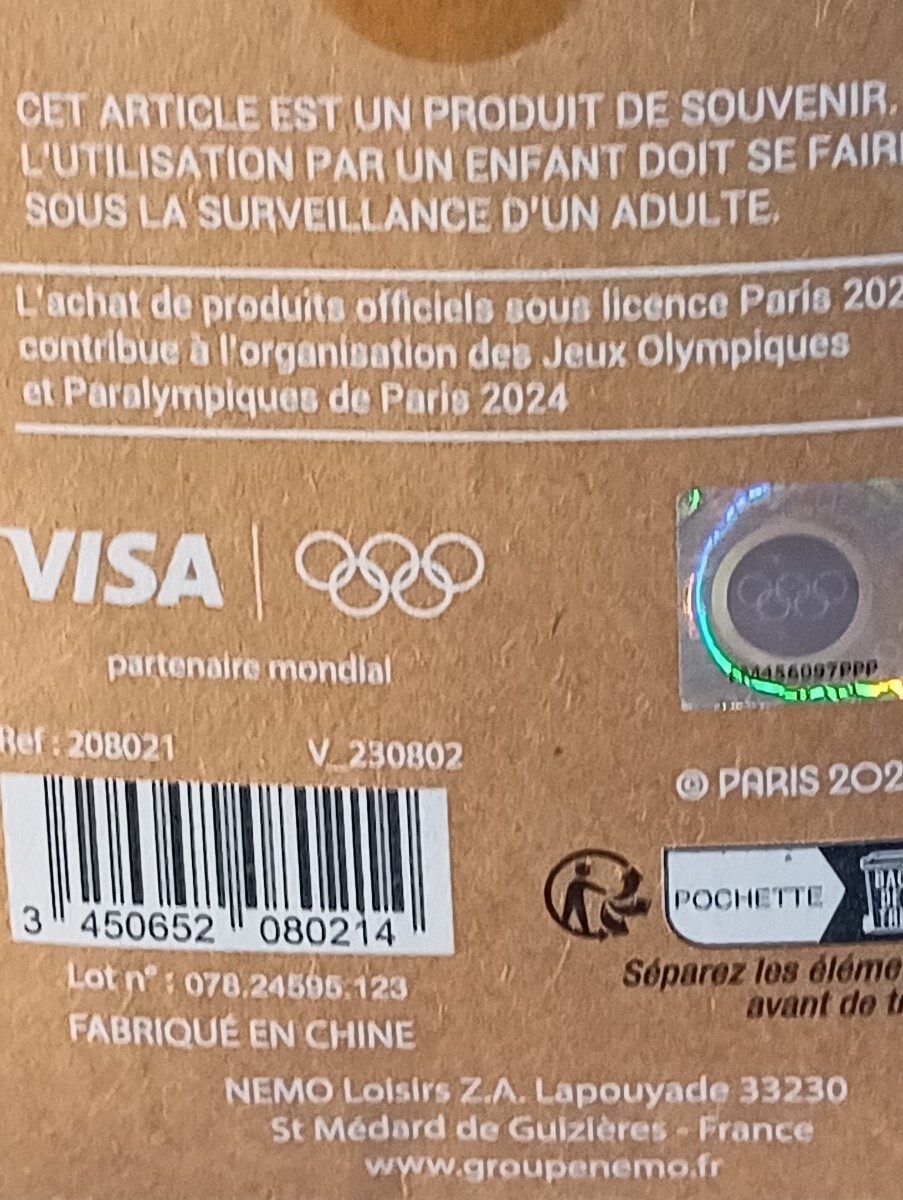 CET ARTICLE EST UN PRODUIT DE SOUVENIR.
L'UTILISATION PAR UN ENFANT DOIT SE FAIR
SOUS LA SURVEILLANCE D'UN ADULTE.
L'achat de produits officiels sous licence Paris 202
contribue à l'organisation des Jeux Olympiques
et Paralympiques de Paris 2024
VISA
partenaire mondial
Ref : 208021 V_230802
© PARIS 202
3 450652 080214
POCHETTE
BAC
DE
TRI
Lot n° : 078.24595.123
Séparez les éléme
avant de t
FABRIQUÉ EN CHINE
NEMO Loisirs Z.A. Lapouyade 33230
St Médard de Guizières - France
www.groupenemo.fr